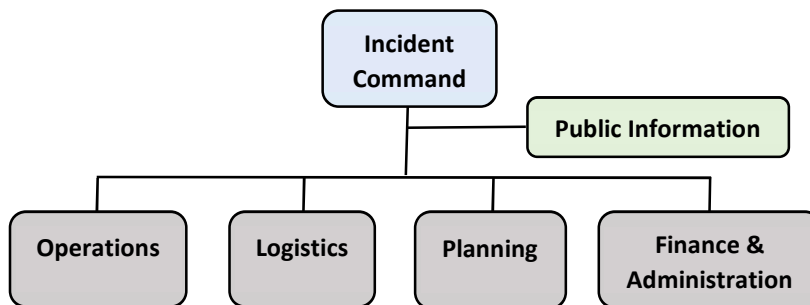 Incident
Command
Public Information
Operations
Logistics
Planning
Finance &
Administration